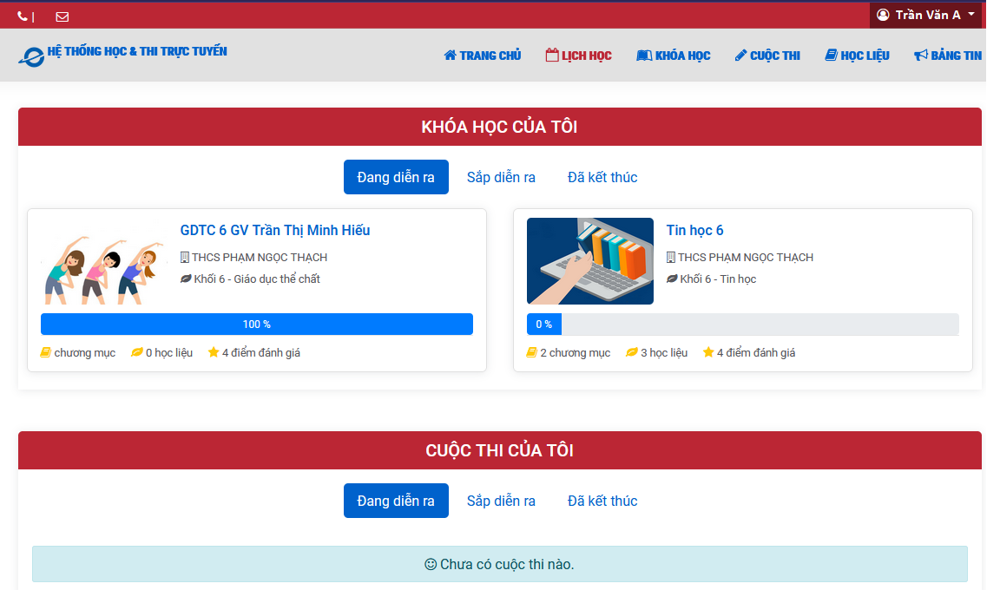 |
Trần Văn A
HỆ THỐNG HỌC & THI TRỰC TUYẾN
TRANG CHỦ LỊCH HỌC KHÓA HỌC CUỘC THI HỌC LIỆU BẢNG TIN
KHÓA HỌC CỦA TÔI
Đang diễn ra Sắp diễn ra Đã kết thúc
GDTC 6 GV Trần Thị Minh Hiếu
THCS PHẠM NGỌC THẠCH
Khối 6 - Giáo dục thể chất
100 %
chương mục 0 học liệu 4 điểm đánh giá
Tin học 6
THCS PHẠM NGỌC THẠCH
Khối 6 - Tin học
0 %
2 chương mục 3 học liệu 4 điểm đánh giá
CUỘC THI CỦA TÔI
Đang diễn ra Sắp diễn ra Đã kết thúc
Chưa có cuộc thi nào.